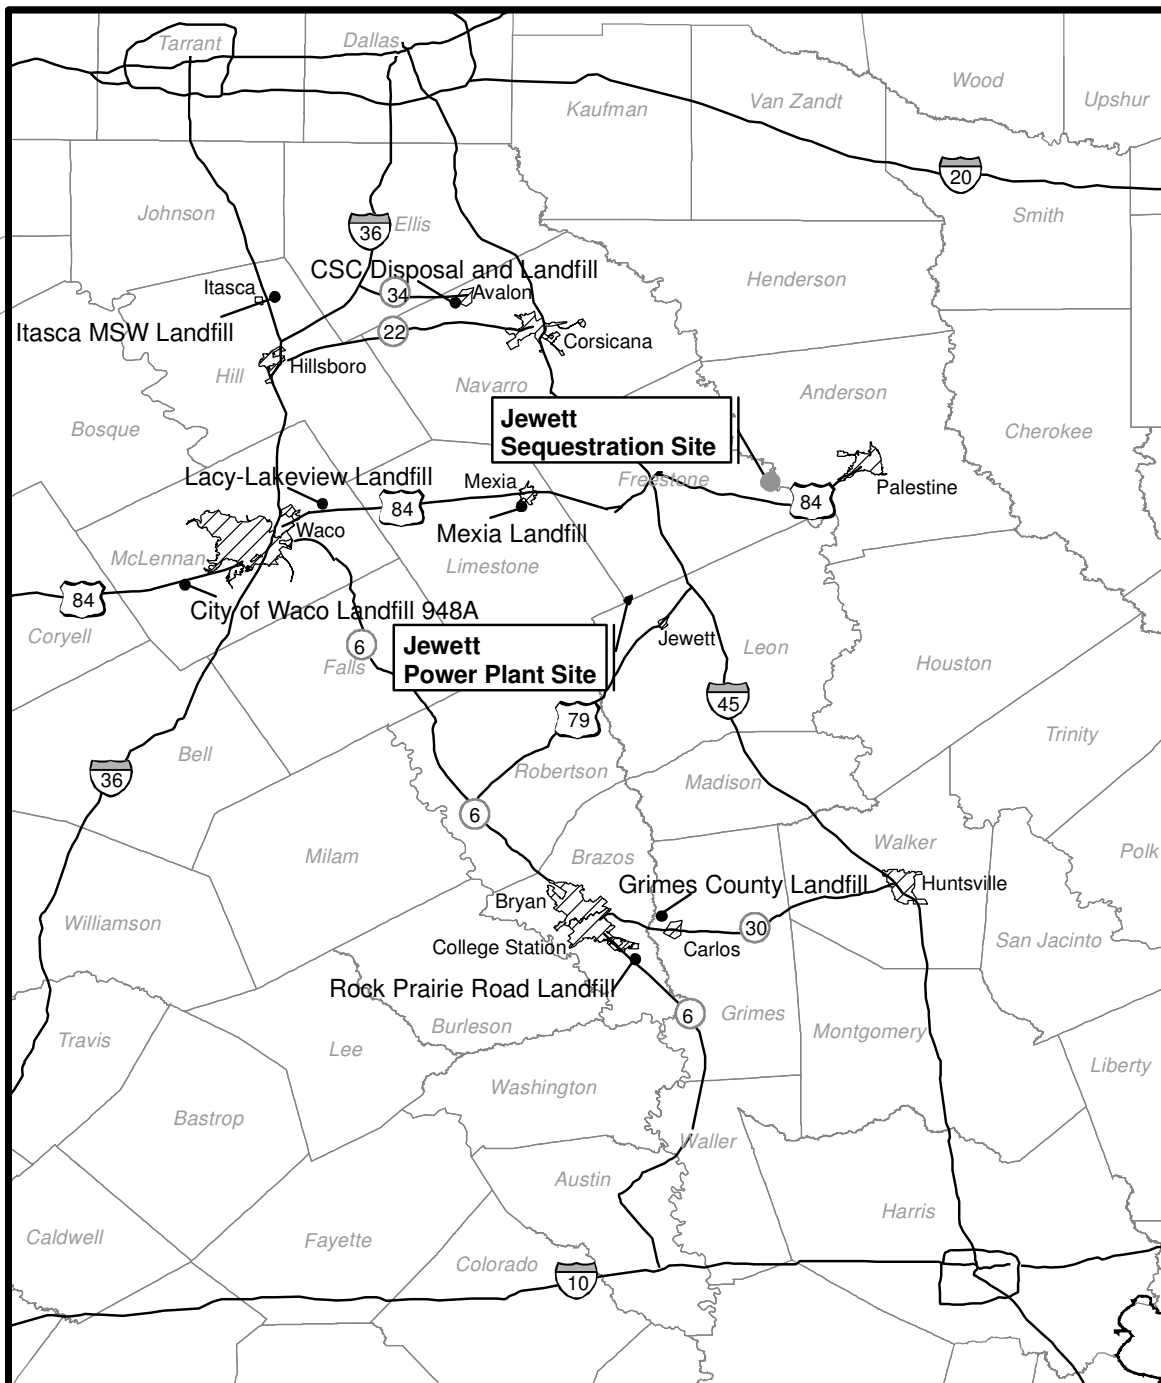 Tarrant
Dallas
Wood
Kaufman
Van Zandt
Upshur
20
Johnson
Ellis
Smith
36
CSC Disposal and Landfill
Henderson
Itasca
34
Avalon
Itasca MSW Landfill
22
Corsicana
Hillsboro
Hill
Navarro
Anderson
Bosque
Jewett
Sequestration Site
Cherokee
Lacy-Lakeview Landfill
Mexia
Freestone
Palestine
84
84
Waco
Mexia Landfill
McLennan
Limestone
84
City of Waco Landfill 948A
Coryell
6
Jewett
Power Plant Site
Jewett
Falls
Leon
Houston
45
79
Trinity
Bell
36
Robertson
Madison
6
Walker
Milam
Brazos
Polk
Grimes County Landfill
Huntsville
Bryan
Williamson
30
College Station
Carlos
San Jacinto
Rock Prairie Road Landfill
6
Grimes
Burleson
Montgomery
Travis
Lee
Liberty
Washington
Bastrop
Waller
Austin
Harris
Caldwell
Fayette
Colorado
10